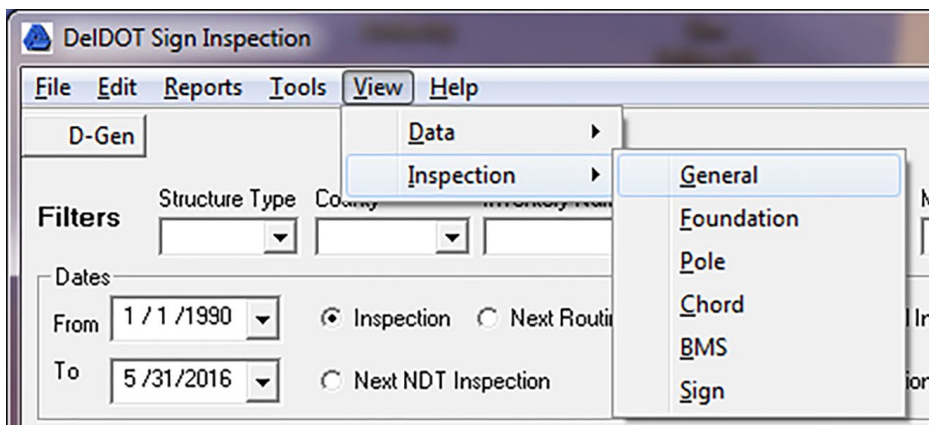 DelDOT Sign Inspection
File Edit Reports Tools View Help
D-Gen
Data
Inspection
General
Foundation
Pole
Chord
BMS
Sign
Filters
Structure Type
Dates
From 1 / 1 /1990
Inspection Next
To 5 /31/2016
Next NDT Inspection